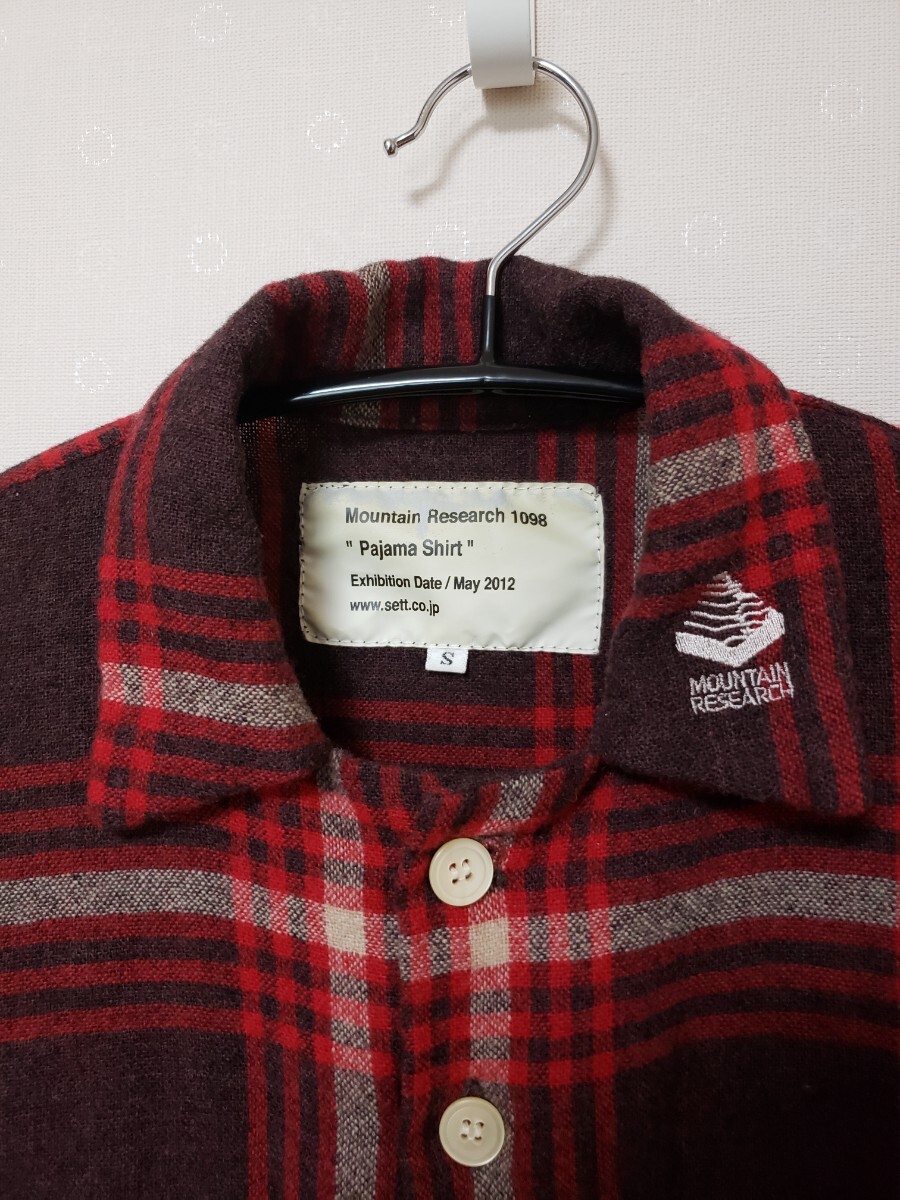 Mountain Research 1098
" Pajama Shirt "
Exhibition Date / May 2012
www.sett.co.jp
S
MOUNTAIN
RESEARCH